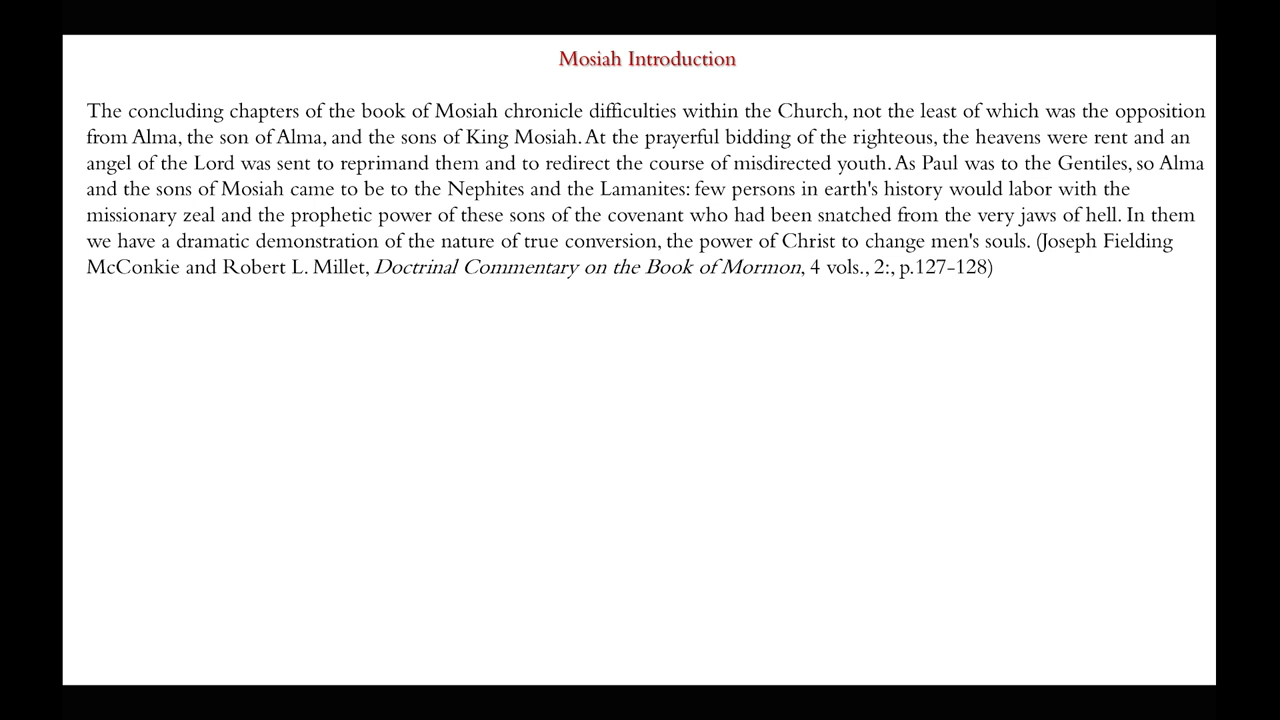 Mosiah Introduction
The concluding chapters of the book of Mosiah chronicle difficulties within the Church, not the least of which was the opposition
from Alma, the son of Alma, and the sons of King Mosiah. At the prayerful bidding of the righteous, the heavens were rent and an
angel of the Lord was sent to reprimand them and to redirect the course of misdirected youth. As Paul was to the Gentiles, so Alma
and the sons of Mosiah came to be to the Nephites and the Lamanites: few persons in earth's history would labor with the
missionary zeal and the prophetic power of these sons of the covenant who had been snatched from the very jaws of hell. In them
we have a dramatic demonstration of the nature of true conversion, the power of Christ to change men's souls. (Joseph Fielding
McConkie and Robert L. Millet, Doctrinal Commentary on the Book of Mormon, 4 vols., 2:, p.127-128)